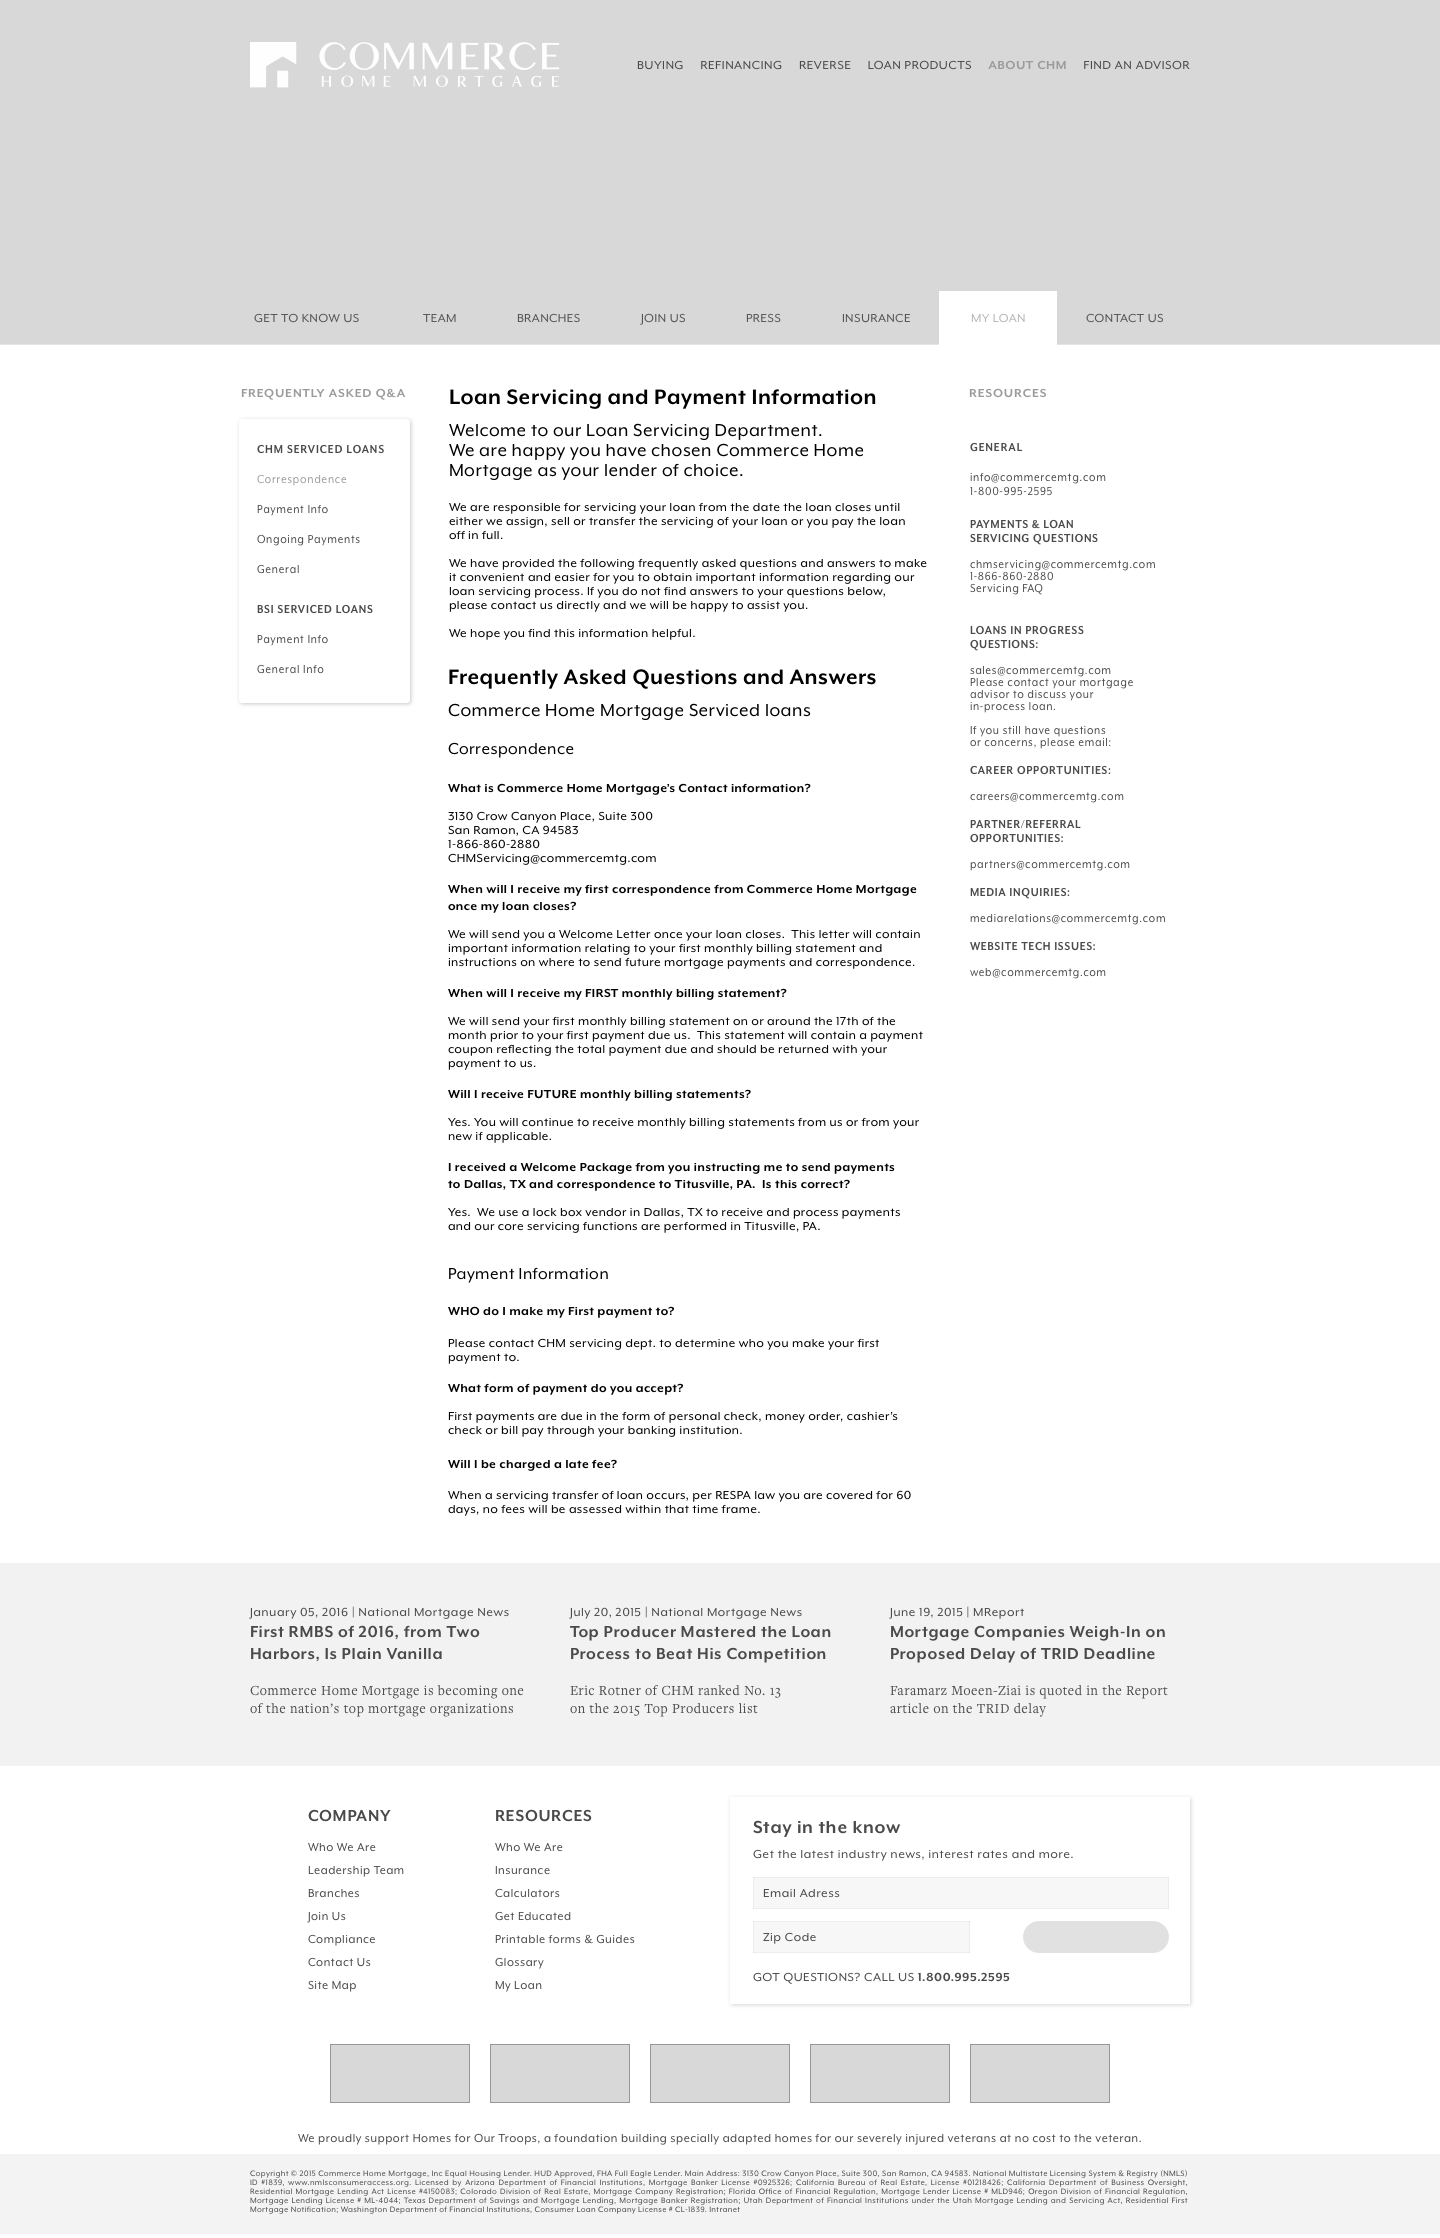 COMMERCE
HOME MORTGAGE
BUYING REFINANCING REVERSE LOAN PRODUCTS ABOUT CHM FIND AN ADVISOR
GET TO KNOW US TEAM BRANCHES JOIN US PRESS INSURANCE MY LOAN CONTACT US
FREQUENTLY ASKED Q&A
CHM SERVICED LOANS
Correspondence
Payment Info
Ongoing Payments
General
BSI SERVICED LOANS
Payment Info
General Info
Loan Servicing and Payment Information
Welcome to our Loan Servicing Department.
We are happy you have chosen Commerce Home
Mortgage as your lender of choice.
We are responsible for servicing your loan from the date the loan closes until
either we assign, sell or transfer the servicing of your loan or you pay the loan
off in full.
We have provided the following frequently asked questions and answers to make
it convenient and easier for you to obtain important information regarding our
loan servicing process. If you do not find answers to your questions below,
please contact us directly and we will be happy to assist you.
We hope you find this information helpful.
Frequently Asked Questions and Answers
Commerce Home Mortgage Serviced loans
Correspondence
What is Commerce Home Mortgage's Contact information?
3130 Crow Canyon Place, Suite 300
San Ramon, CA 94583
1-866-860-2880
CHMServicing@commercemtg.com
When will I receive my first correspondence from Commerce Home Mortgage
once my loan closes?
We will send you a Welcome Letter once your loan closes.  This letter will contain
important information relating to your first monthly billing statement and
instructions on where to send future mortgage payments and correspondence.
When will I receive my FIRST monthly billing statement?
We will send your first monthly billing statement on or around the 17th of the
month prior to your first payment due us.  This statement will contain a payment
coupon reflecting the total payment due and should be returned with your
payment to us.
Will I receive FUTURE monthly billing statements?
Yes. You will continue to receive monthly billing statements from us or from your
new if applicable.
I received a Welcome Package from you instructing me to send payments
to Dallas, TX and correspondence to Titusville, PA.  Is this correct?
Yes.  We use a lock box vendor in Dallas, TX to receive and process payments
and our core servicing functions are performed in Titusville, PA.
Payment Information
WHO do I make my First payment to?
Please contact CHM servicing dept. to determine who you make your first
payment to.
What form of payment do you accept?
First payments are due in the form of personal check, money order, cashier's
check or bill pay through your banking institution.
Will I be charged a late fee?
When a servicing transfer of loan occurs, per RESPA law you are covered for 60
days, no fees will be assessed within that time frame.
RESOURCES
GENERAL
info@commercemtg.com
1-800-995-2595
PAYMENTS & LOAN
SERVICING QUESTIONS
chmservicing@commercemtg.com
1-866-860-2880
Servicing FAQ
LOANS IN PROGRESS
QUESTIONS:
sales@commercemtg.com
Please contact your mortgage
advisor to discuss your
in-process loan.
If you still have questions
or concerns, please email:
CAREER OPPORTUNITIES:
careers@commercemtg.com
PARTNER/REFERRAL
OPPORTUNITIES:
partners@commercemtg.com
MEDIA INQUIRIES:
mediarelations@commercemtg.com
WEBSITE TECH ISSUES:
web@commercemtg.com
January 05, 2016 | National Mortgage News
First RMBS of 2016, from Two
Harbors, Is Plain Vanilla
Commerce Home Mortgage is becoming one
of the nation's top mortgage organizations
July 20, 2015 | National Mortgage News
Top Producer Mastered the Loan
Process to Beat His Competition
Eric Rotner of CHM ranked No. 13
on the 2015 Top Producers list
June 19, 2015 | MReport
Mortgage Companies Weigh-In on
Proposed Delay of TRID Deadline
Faramarz Moeen-Ziai is quoted in the Report
article on the TRID delay
COMPANY
Who We Are
Leadership Team
Branches
Join Us
Compliance
Contact Us
Site Map
RESOURCES
Who We Are
Insurance
Calculators
Get Educated
Printable forms & Guides
Glossary
My Loan
Stay in the know
Get the latest industry news, interest rates and more.
Email Adress
Zip Code
GOT QUESTIONS? CALL US 1.800.995.2595
We proudly support Homes for Our Troops, a foundation building specially adapted homes for our severely injured veterans at no cost to the veteran.
Copyright © 2015 Commerce Home Mortgage, Inc Equal Housing Lender. HUD Approved, FHA Full Eagle Lender. Main Address: 3130 Crow Canyon Place, Suite 300, San Ramon, CA 94583. National Multistate Licensing System & Registry (NMLS)
ID #1839, www.nmlsconsumeraccess.org. Licensed by Arizona Department of Financial Institutions, Mortgage Banker License #0925326; California Bureau of Real Estate, License #01218426; California Department of Business Oversight,
Residential Mortgage Lending Act License #4150083; Colorado Division of Real Estate, Mortgage Company Registration; Florida Office of Financial Regulation, Mortgage Lender License # MLD946; Oregon Division of Financial Regulation,
Mortgage Lending License # ML-4044; Texas Department of Savings and Mortgage Lending, Mortgage Banker Registration; Utah Department of Financial Institutions under the Utah Mortgage Lending and Servicing Act, Residential First
Mortgage Notification; Washington Department of Financial Institutions, Consumer Loan Company License # CL-1839. Intranet